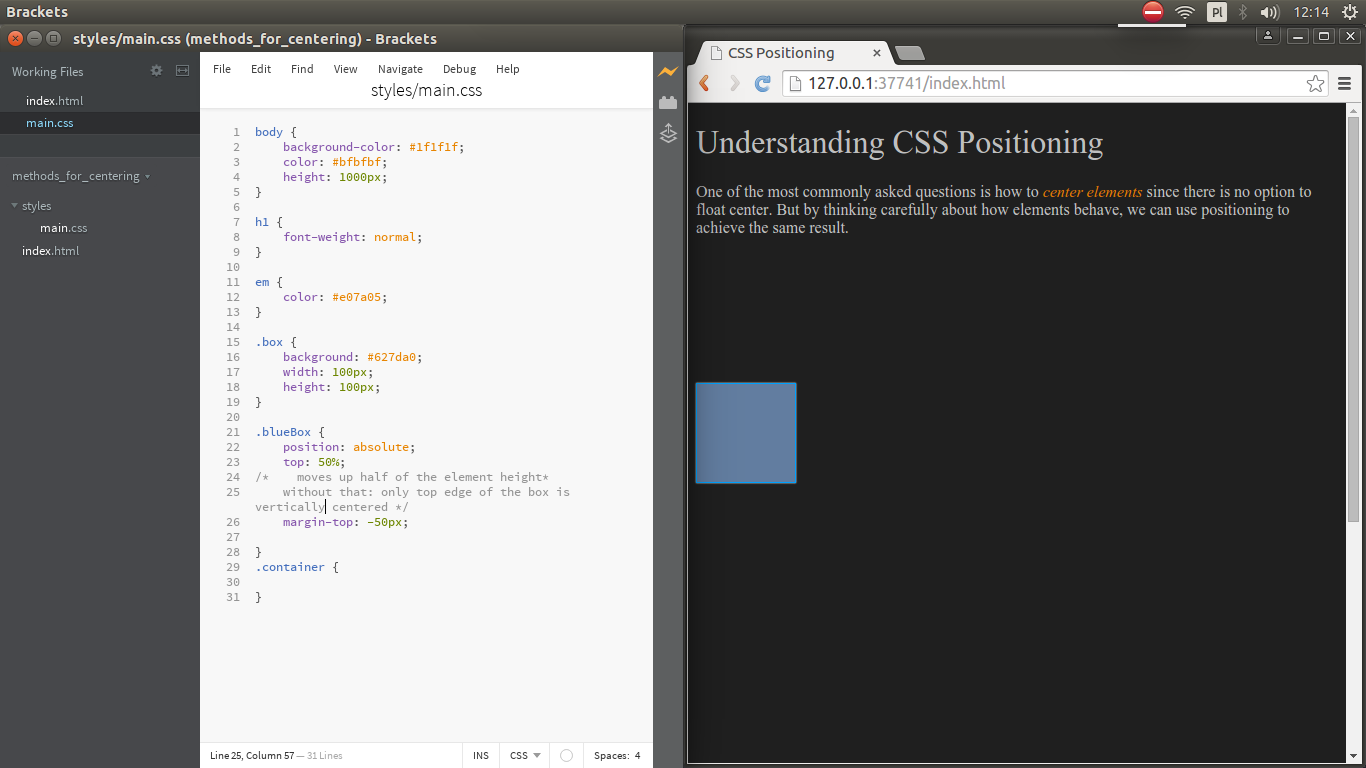 Brackets
Pl
12:14
styles/main.css (methods_for_centering) - Brackets
Working Files
index.html
main.css
methods_for_centering
styles
main.css
index.html
File Edit Find View Navigate Debug Help
styles/main.css
1 body {
2 background-color: #1f1f1f;
3 color: #bfbfbf;
4 height: 1000px;
5 }
6
7 h1 {
8 font-weight: normal;
9 }
10
11 em {
12 color: #e07a05;
13 }
14
15 .box {
16 background: #627da0;
17 width: 100px;
18 height: 100px;
19 }
20
21 .blueBox {
22 position: absolute;
23 top: 50%;
24 /* moves up half of the element height*
25 without that: only top edge of the box is
vertically centered */
26 margin-top: -50px;
27
28 }
29 .container {
30
31 }
Line 25, Column 57 — 31 Lines
INS
CSS
Spaces: 4
CSS Positioning
127.0.0.1:37741/index.html
Understanding CSS Positioning
One of the most commonly asked questions is how to center elements since there is no option to
float center. But by thinking carefully about how elements behave, we can use positioning to
achieve the same result.